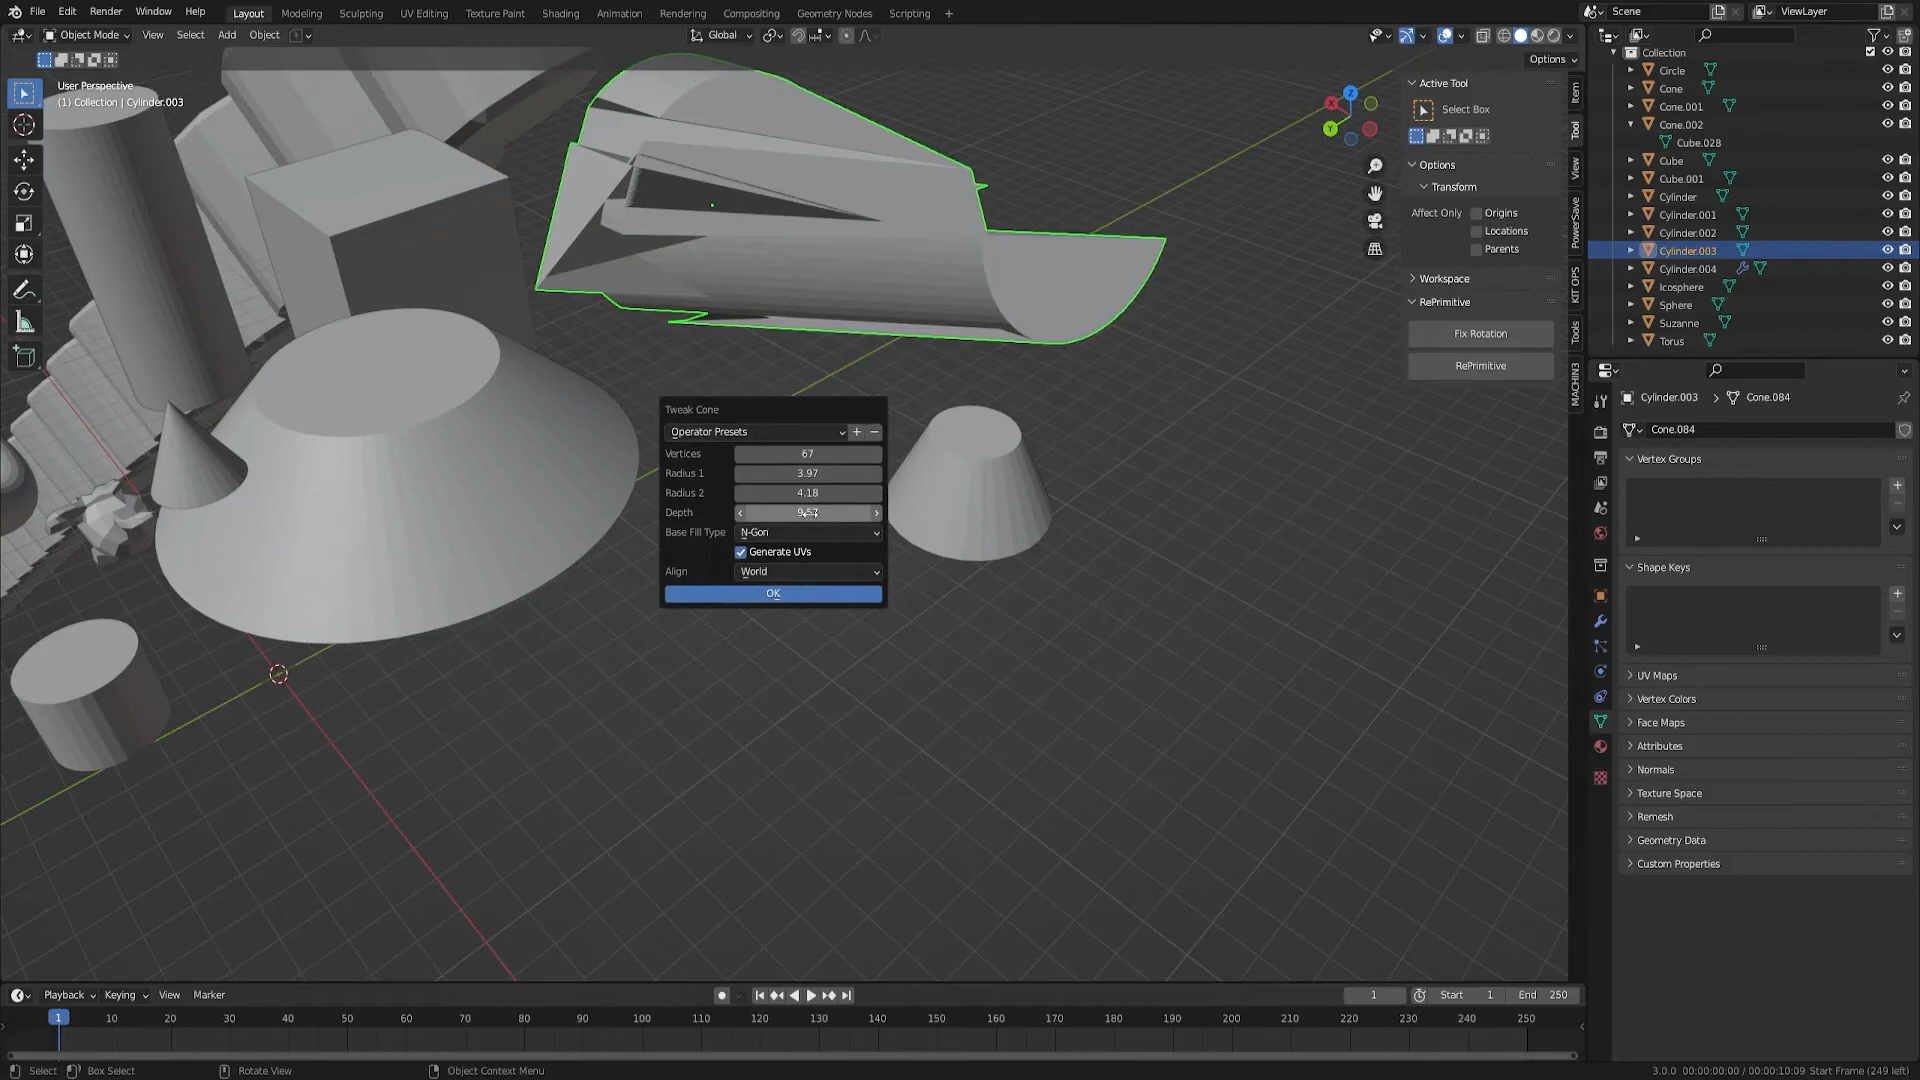 File Edit Render Window Help Layout Modeling Sculpting UV Editing Texture Paint Shading Animation Rendering Compositing Geometry Nodes Scripting + Scene ViewLayer
Object Mode View Select Add Object Global
Options
User Perspective
(1) Collection | Cylinder.003
Z
X
Y
Active Tool
Select Box
Options
Transform
Affect Only Origins
Locations
Parents
Workspace
RePrimitive
Fix Rotation
RePrimitive
Item
Tool
View
PowerSave
KIT OPS
Tools
MACHIN3
Collection
Circle
Cone
Cone.001
Cone.002
Cube.028
Cube
Cube.001
Cylinder
Cylinder.001
Cylinder.002
Cylinder.003
Cylinder.004
Icosphere
Sphere
Suzanne
Torus
Cylinder.003 > Cone.084
Cone.084
Vertex Groups
Shape Keys
UV Maps
Vertex Colors
Face Maps
Attributes
Normals
Texture Space
Remesh
Geometry Data
Custom Properties
Tweak Cone
Operator Presets + −
Vertices 67
Radius 1 3.97
Radius 2 4.18
Depth
Base Fill Type N-Gon
Generate UVs
Align World
OK
Playback Keying View Marker 1 Start 1 End 250
1 10 20 30 40 50 60 70 80 90 100 110 120 130 140 150 160 170 180 190 200 210 220 230 240 250
Select Box Select Rotate View Object Context Menu 3.0.0 00:00:00:00 / 00:00:10:09 Start Frame (249 left)